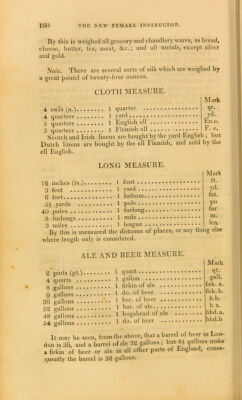 160 THE NEW FEMALE INSTRUCTOR.
By this is weighed all grocery and chandlery wares, as bread,
cheese, butter, tea, meat, &c.; and all metals, except silver
and gold.
Note. There are several sorts of silk which are weighed by
a great pound of twenty-four ounces.
CLOTH MEASURE.
Mark
4 nails (n.)........ 1 quarter ................ qr.
4 quarters ........ 1 yard ................ yd.
5 quarters ........ 1 English ell ............ En.e.
3 quarters ........ 1 Flemish ell ............ F. e.
Scotch and Irish linens are bought by the yard English; but
Dutch linens are bought by the ell Flemish, and sold by the
ell English.
LONG MEASURE.
Mark
12 inches (in.)........ 1 foot ................ ft.
3 feet ........ 1 yard ................ yd.
6 feet ........ 1 fathom ................ fat.
5½ yards ........ 1 pole ................ po
40 poles ........ 1 furlong ................ fur
8 furlongs ........ 1 mile ................ m.
3 miles ........ 1 league ................ lea.
By this is measured the distance of places, or any thing else
where length only is considered.
ALE AND BEER MEASURE.
Mark
2 pints (pt.)........ 1 quart ................ qt.
4 quarts ........ 1 gallon ................ gall.
8 gallons ........ 1 firkin of ale ............ firk. a.
9 gallons ........ 1 do. of beer ............ firk. b.
36 gallons ........ 1 bar. of beer ............ b.b.
32 gallons ........ 1 bar. of ale ............ b a.
48 gallons ........ 1 hogshead of ale ........ hhd a.
54 gallons ........ 1 do. of beer ............ hhd.b.
It may be seen, from the above, that a barrel of beer in Lon-
don is 36, and a barrel of ale 32 gallons; but 8½ gallons make
a firkin of beer or ale in all other parts of England, conse-
quently the barrel is 32 gallons.